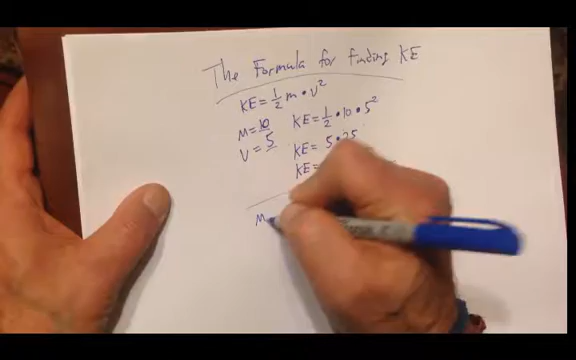 The Formula for finding KE
KE = 1/2 m • v²
M = 10 KE = 1/2 • 10 • 5²
V = 5 KE = 5 • 25
KE =
M